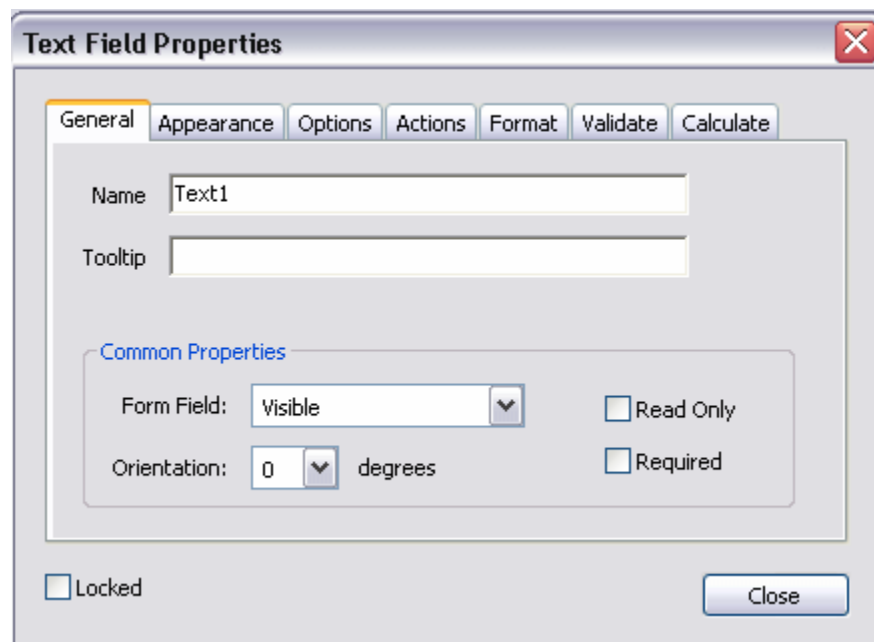 Text Field Properties
General Appearance Options Actions Format Validate Calculate
Name Text1
Tooltip
Common Properties
Form Field: Visible Read Only
Orientation: 0 degrees Required
Locked Close